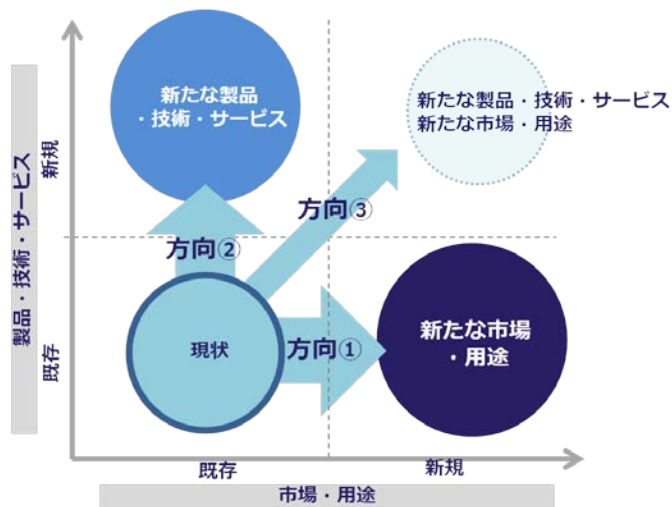 新たな製品
・技術・サービス
新たな製品・技術・サービス
新たな市場・用途
製品・技術・サービス
新規
既存
方向③
方向②
現状
方向①
新たな市場
・用途
既存
新規
市場・用途